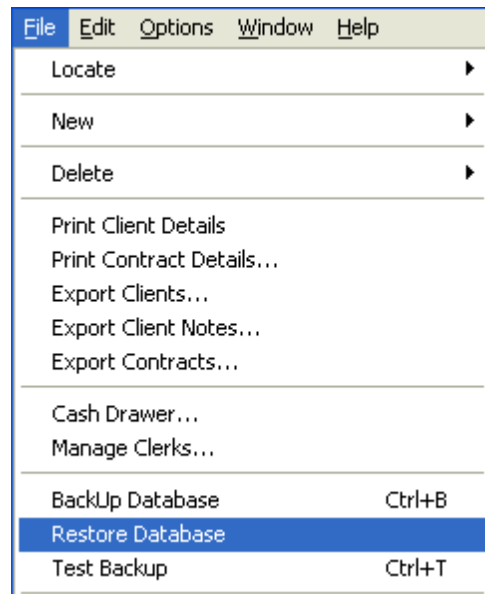 File Edit Options Window Help
Locate
New
Delete
Print Client Details
Print Contract Details...
Export Clients...
Export Client Notes...
Export Contracts...
Cash Drawer...
Manage Clerks...
BackUp Database Ctrl+B
Restore Database
Test Backup Ctrl+T